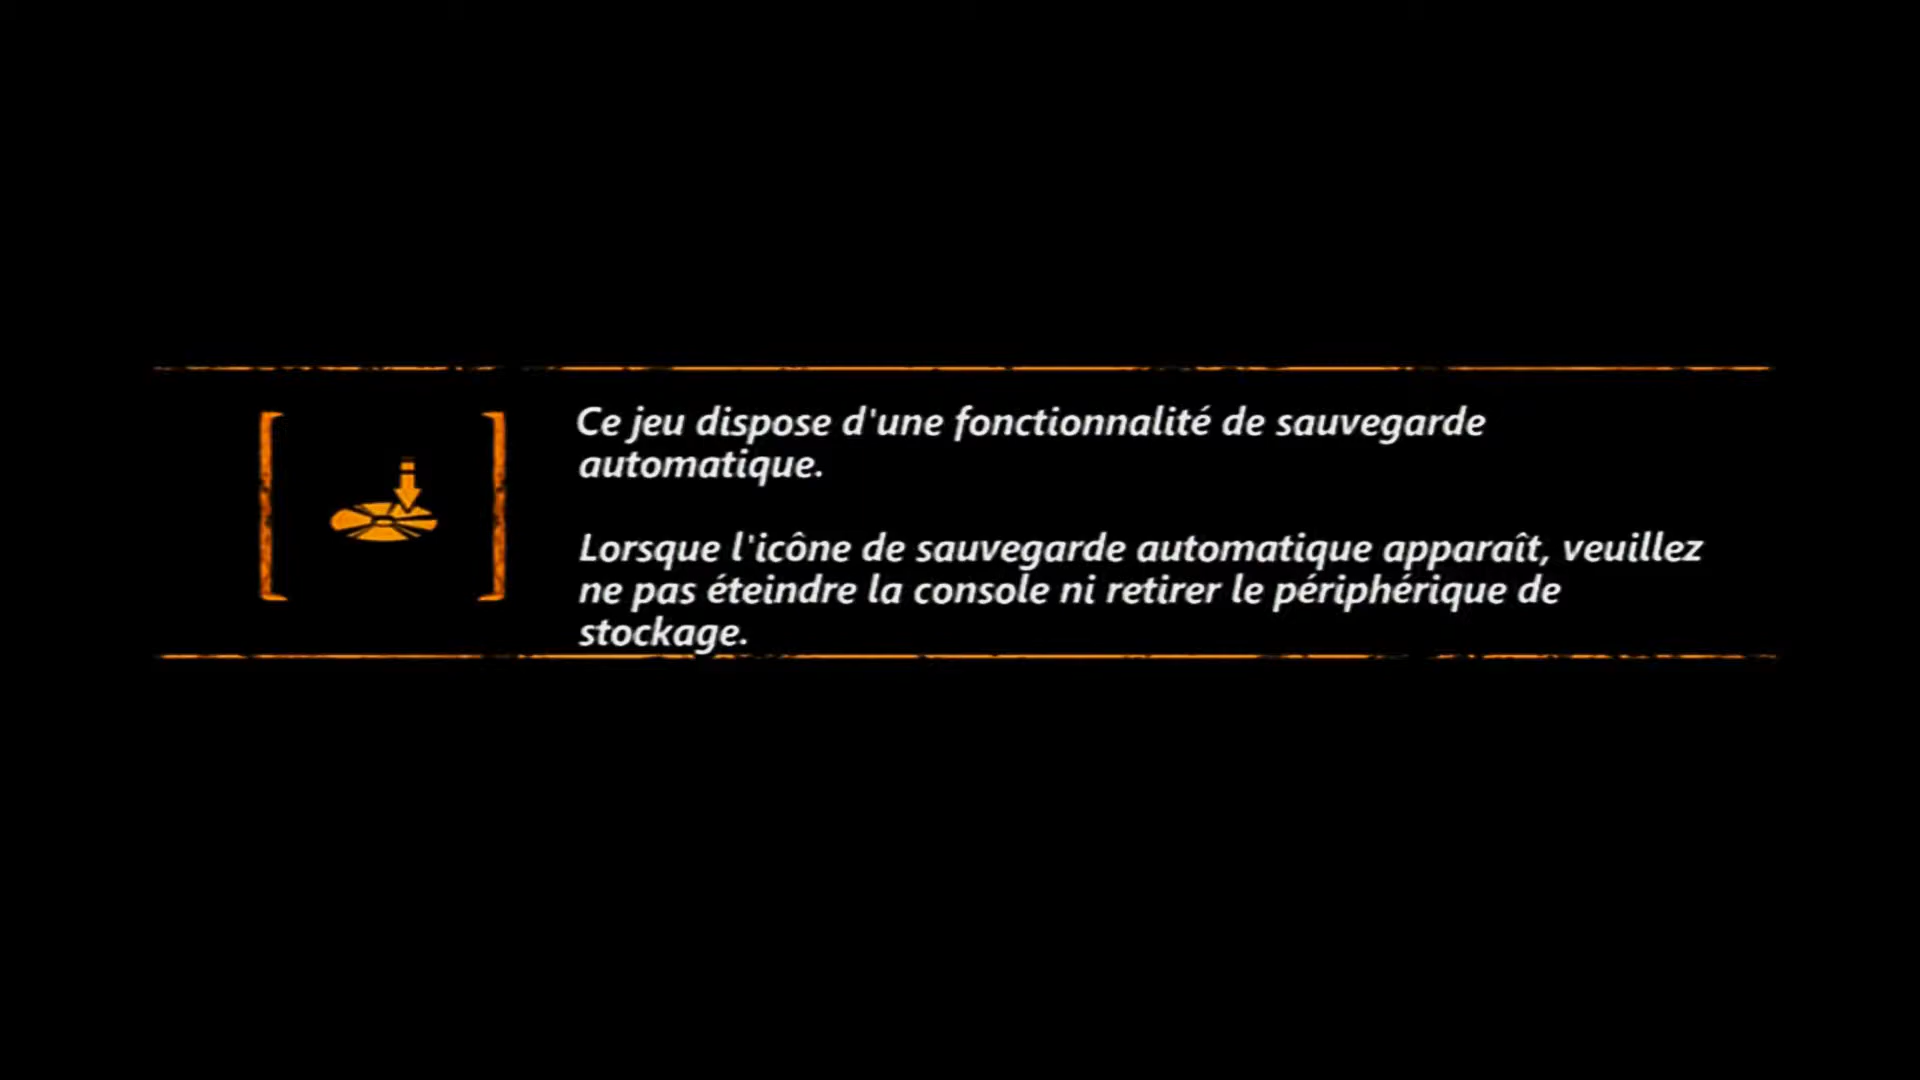 Ce jeu dispose d'une fonctionnalité de sauvegarde
automatique.
Lorsque l'icône de sauvegarde automatique apparaît, veuillez
ne pas éteindre la console ni retirer le périphérique de
stockage.